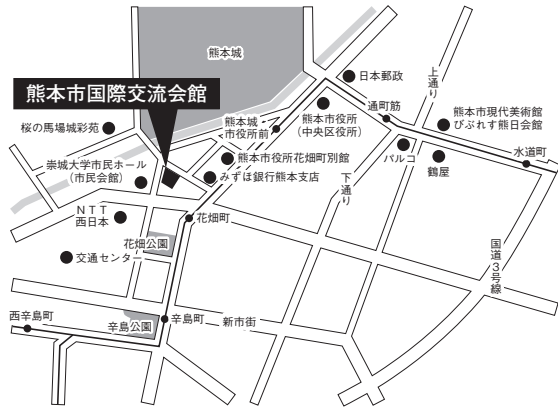 熊本城
日本郵政
上通り
熊本市国際交流会館
熊本城
市役所前
通町筋
熊本市役所
(中央区役所)
熊本市現代美術館
びぷれす熊日会館
桜の馬場城彩苑
水道町
パルコ
鶴屋
熊本市役所花畑町別館
みずほ銀行熊本支店
崇城大学市民ホール
(市民会館)
下通り
NTT
西日本
花畑町
花畑公園
交通センター
国道3号線
西辛島町
辛島公園
辛島町
新市街